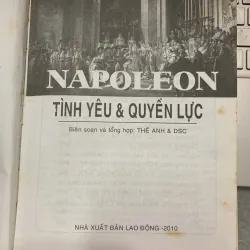 NAPOLEON
TÌNH YÊU & QUYỀN LỰC
Biên soạn và tổng hợp: THẾ ANH & DSC
NHÀ XUẤT BẢN LAO ĐỘNG -2010